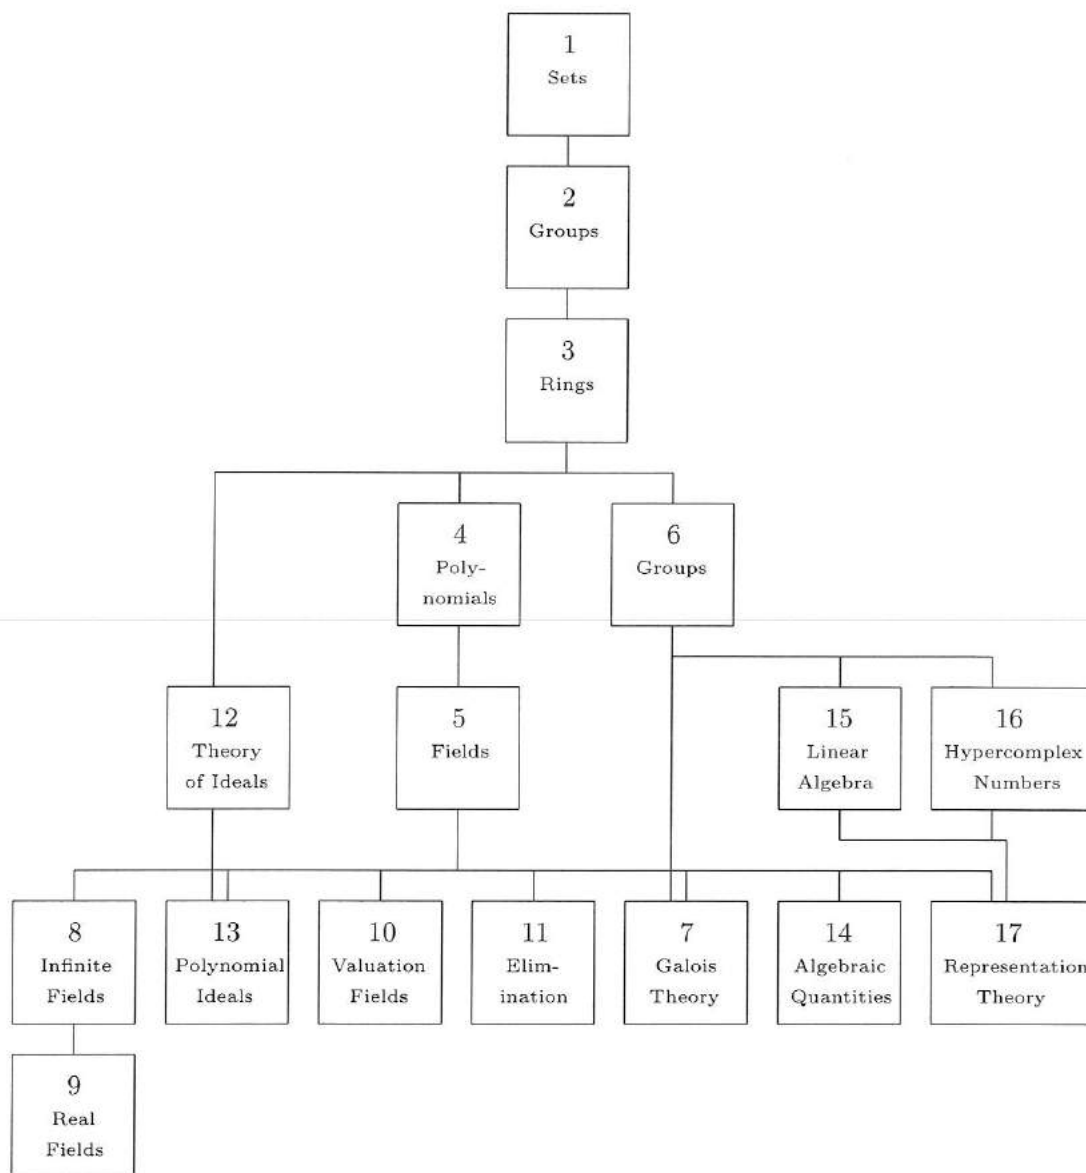 1
Sets
2
Groups
3
Rings
4
Poly-
nomials
6
Groups
12
Theory
of Ideals
5
Fields
15
Linear
Algebra
16
Hypercomplex
Numbers
8
Infinite
Fields
13
Polynomial
Ideals
10
Valuation
Fields
11
Elim-
ination
7
Galois
Theory
14
Algebraic
Quantities
17
Representation
Theory
9
Real
Fields